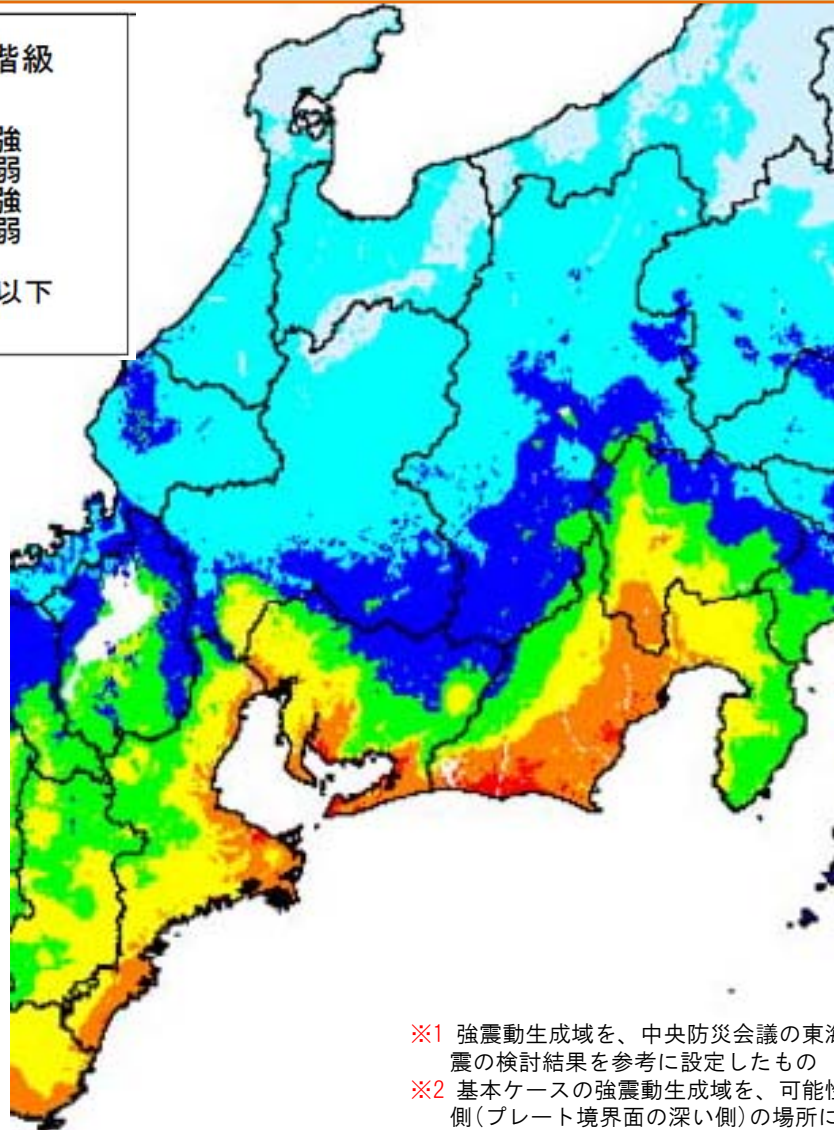 階級
強
弱
強
弱
以下
※1 強震動生成域を、中央防災会議の東海
震の検討結果を参考に設定したもの
※2 基本ケースの強震動生成域を、可能性
側(プレート境界面の深い側)の場所に